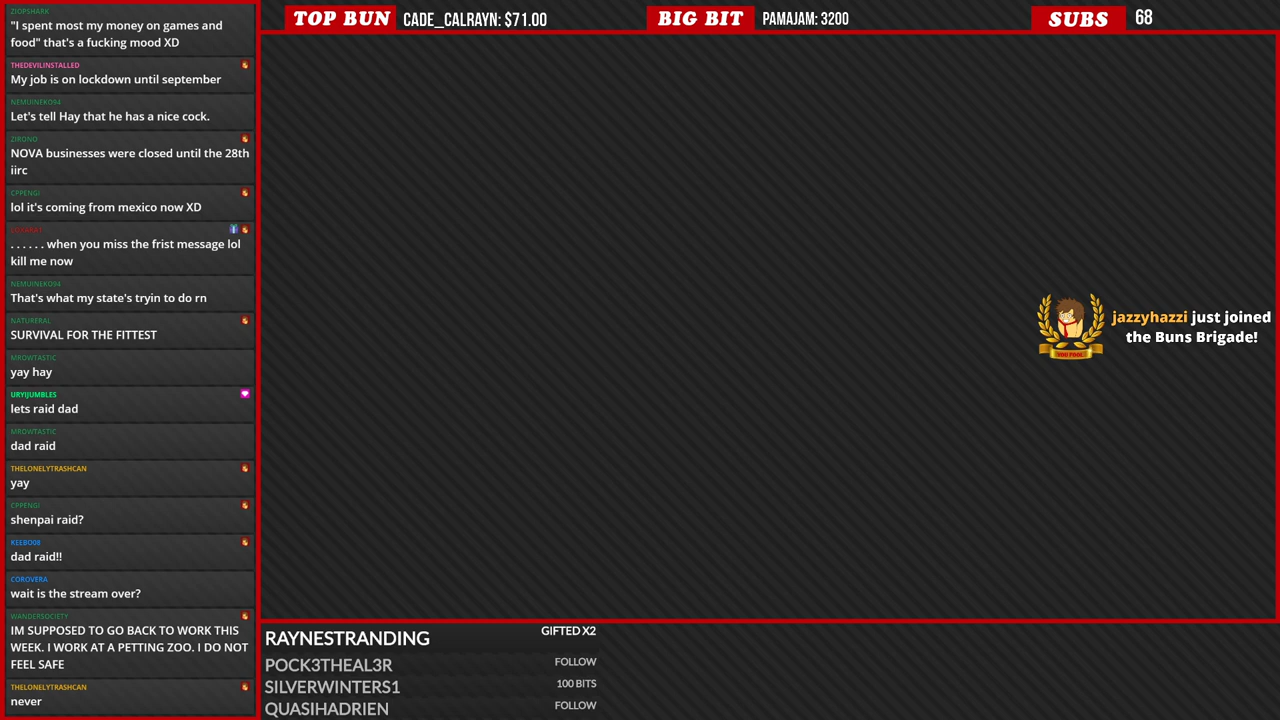 TOP BUN
CADE_CALRAYN: $71.00
BIG BIT
PAMAJAM: 3200
SUBS
68
ZIOPSHARK
"I spent most my money on games and
food" that's a fucking mood XD
THEDEVILINSTALLED
My job is on lockdown until september
NEMUINEKO94
Let's tell Hay that he has a nice cock.
ZIRONO
NOVA businesses were closed until the 28th
iirc
CPPENGI
lol it's coming from mexico now XD
. . . . . . when you miss the frist message lol
kill me now
NEMUINEKO94
That's what my state's tryin to do rn
NATURERAL
SURVIVAL FOR THE FITTEST
MROWTASTIC
yay hay
URYIJUMBLES
lets raid dad
MROWTASTIC
dad raid
THELONELYTRASHCAN
yay
CPPENGI
shenpai raid?
KEEBO08
dad raid!!
COROVERA
wait is the stream over?
WANDERSOCIETY
IM SUPPOSED TO GO BACK TO WORK THIS
WEEK. I WORK AT A PETTING ZOO. I DO NOT
FEEL SAFE
THELONELYTRASHCAN
never
jazzyhazzi just joined
the Buns Brigade!
YOU FOOL
RAYNESTRANDING
GIFTED X2
POCK3THEAL3R
FOLLOW
SILVERWINTERS1
100 BITS
QUASIHADRIEN
FOLLOW